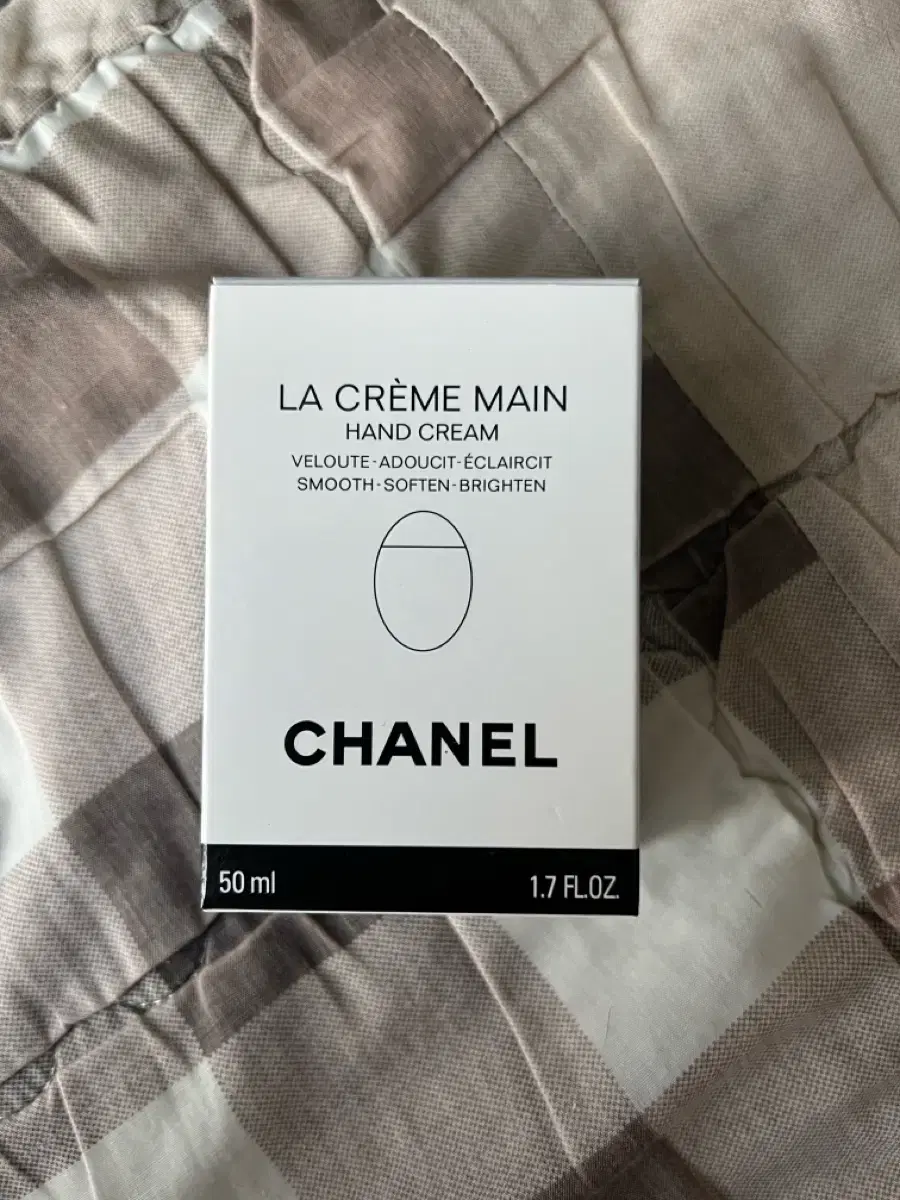 LA CRÈME MAIN
HAND CREAM
VELOUTE-ADOUCIT-ÉCLAIRCIT
SMOOTH-SOFTEN-BRIGHTEN
CHANEL
50 ml 1.7 FL.OZ.